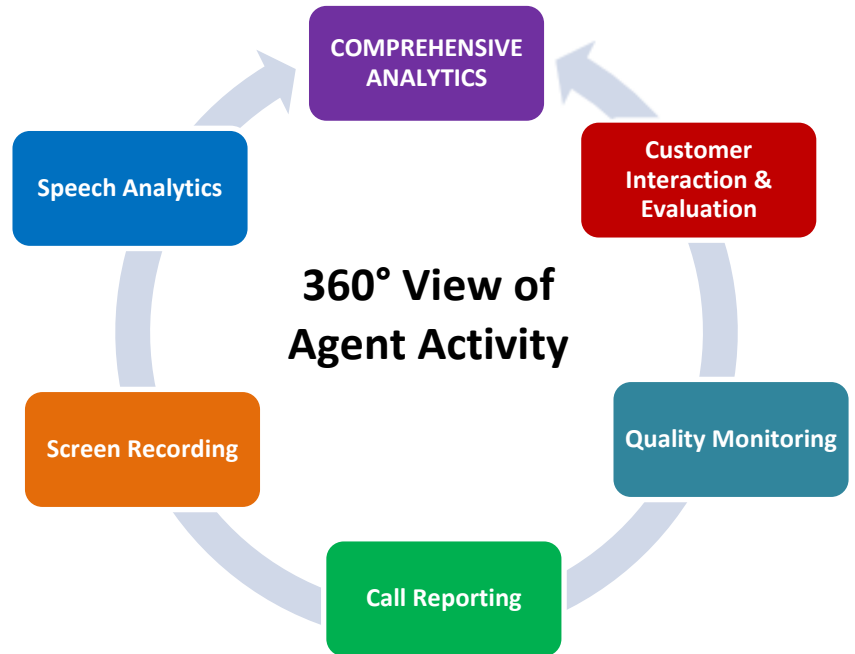 COMPREHENSIVE
ANALYTICS
Customer
Interaction &
Evaluation
Speech Analytics
360° View of
Agent Activity
Screen Recording
Quality Monitoring
Call Reporting